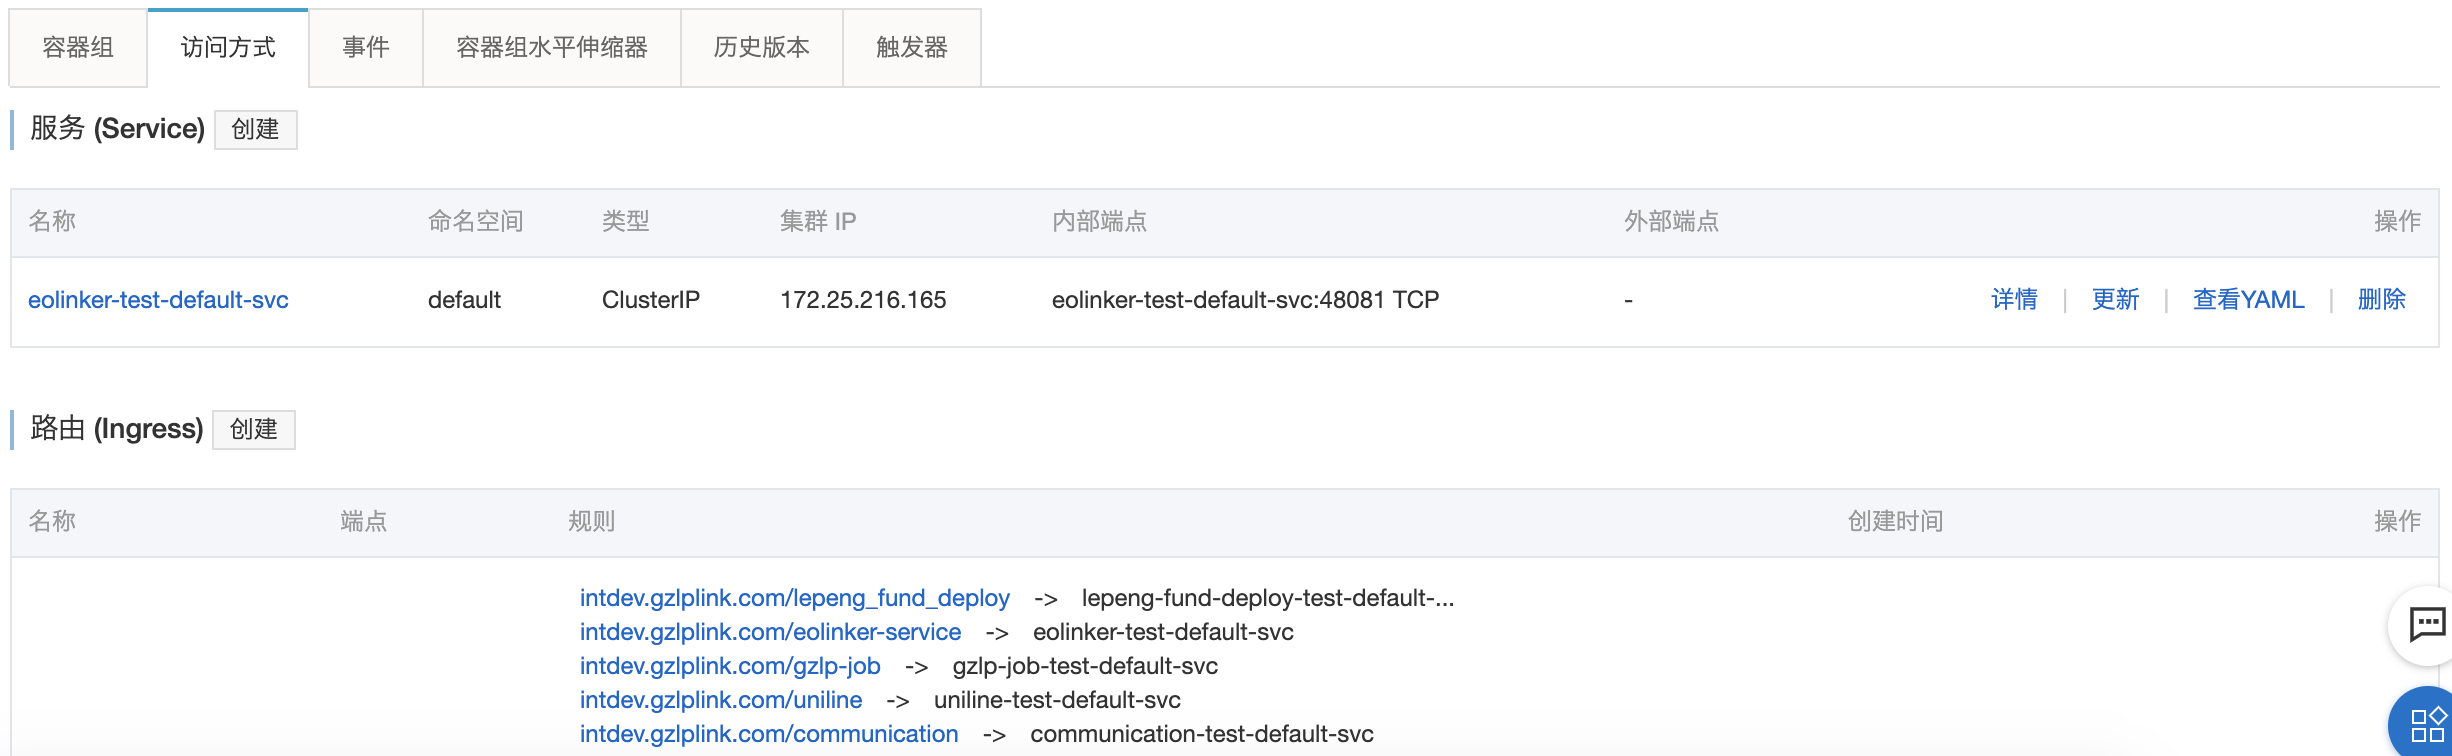 容器组 访问方式 事件 容器组水平伸缩器 历史版本 触发器
服务 (Service) 创建
名称 命名空间 类型 集群 IP 内部端点 外部端点 操作
eolinker-test-default-svc default ClusterIP 172.25.216.165 eolinker-test-default-svc:48081 TCP - 详情 | 更新 | 查看YAML | 删除
路由 (Ingress) 创建
名称 端点 规则 创建时间 操作
intdev.gzlplink.com/lepeng_fund_deploy -> lepeng-fund-deploy-test-default-...
intdev.gzlplink.com/eolinker-service -> eolinker-test-default-svc
intdev.gzlplink.com/gzlp-job -> gzlp-job-test-default-svc
intdev.gzlplink.com/uniline -> uniline-test-default-svc
intdev.gzlplink.com/communication -> communication-test-default-svc